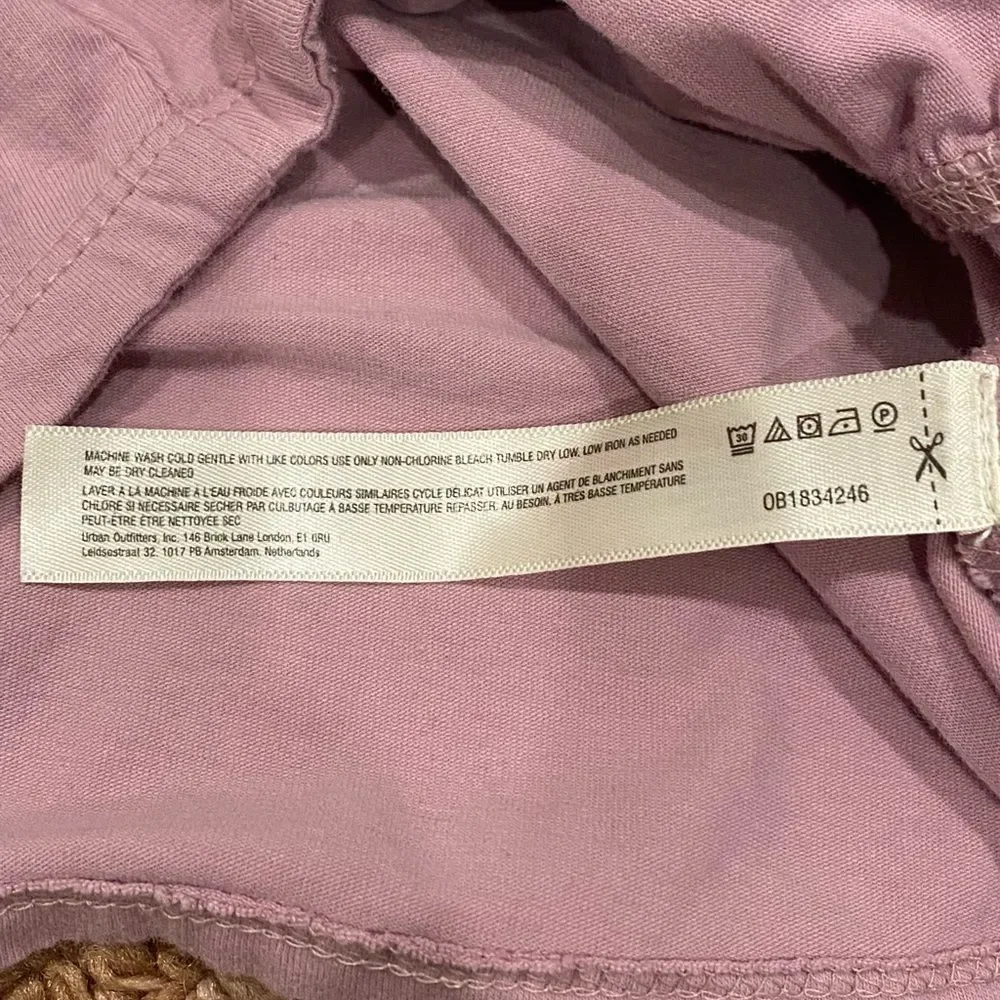 MACHINE WASH COLD GENTLE WITH LIKE COLORS USE ONLY NON-CHLORINE BLEACH TUMBLE DRY LOW. LOW IRON AS NEEDED
MAY BE DRY CLEANED
LAVER A LA MACHINE À L'EAU FROIDE AVEC COULEURS SIMILAIRES CYCLE DÉLICAT UTILISER UN AGENT DE BLANCHIMENT SANS
CHLORE SI NÉCESSAIRE SÉCHER PAR CULBUTAGE À BASSE TEMPÉRATURE REPASSER. AU BESOIN, À TRÈS BASSE TEMPÉRATURE
PEUT-ÊTRE ÊTRE NETTOYÉE SEC
Urban Outfitters, Inc. 146 Brick Lane London, E1 6RU
Leidsestraat 32. 1017 PB Amsterdam, Netherlands
30 P
OB1834246